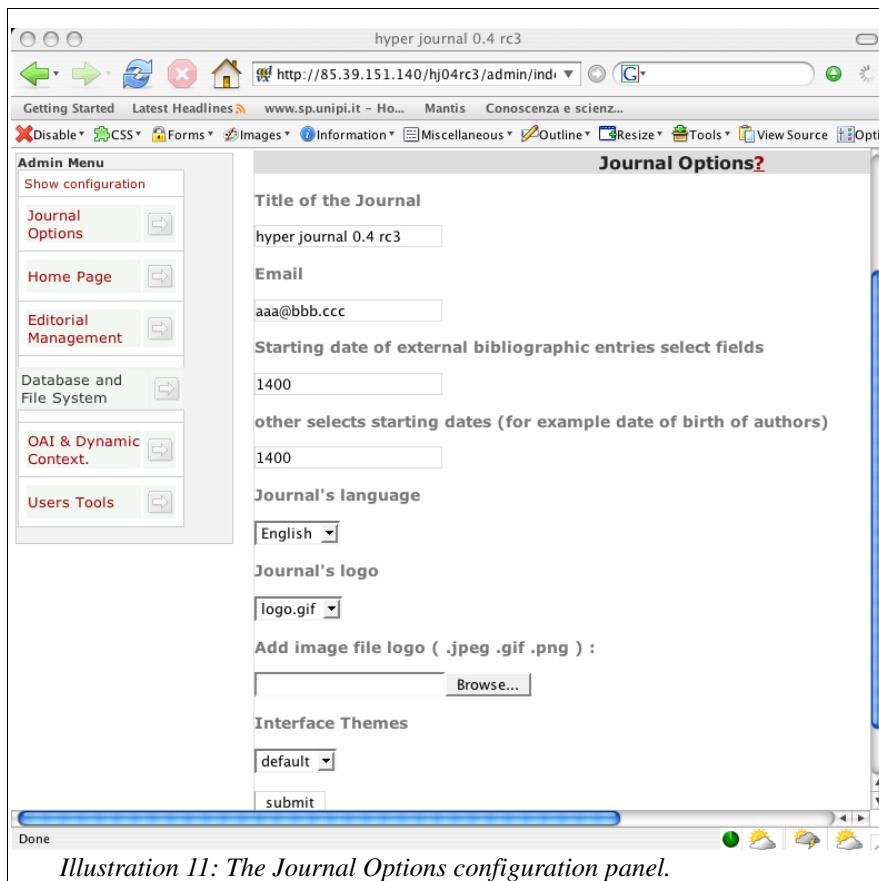 hyper journal 0.4 rc3
http://85.39.151.140/hj04rc3/admin/ind
G
Getting Started Latest Headlines www.sp.unipi.it - Ho... Mantis Conoscenza e scienz...
Disable CSS Forms Images Information Miscellaneous Outline Resize Tools View Source Opti
Admin Menu
Show configuration
Journal
Options
Home Page
Editorial
Management
Database and
File System
OAI & Dynamic
Context.
Users Tools
Journal Options?
Title of the Journal
hyper journal 0.4 rc3
Email
aaa@bbb.ccc
Starting date of external bibliographic entries select fields
1400
other selects starting dates (for example date of birth of authors)
1400
Journal's language
English
Journal's logo
logo.gif
Add image file logo ( .jpeg .gif .png ) :
Browse...
Interface Themes
default
submit
Done
Illustration 11: The Journal Options configuration panel.